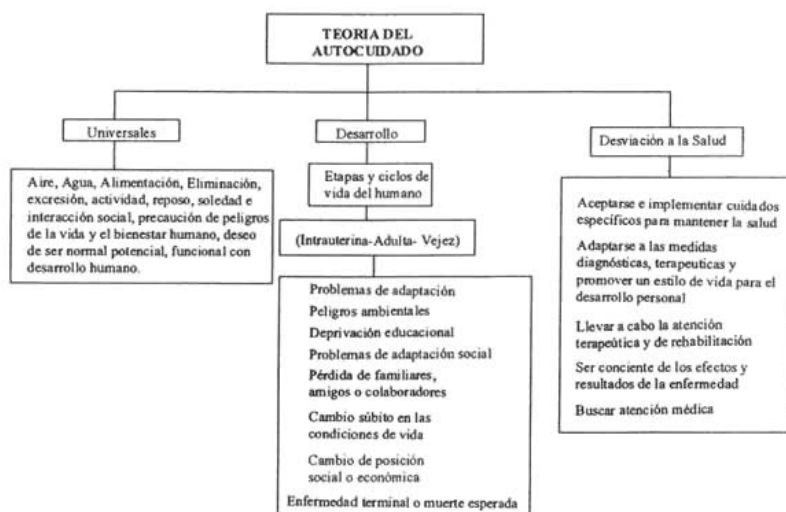 TEORIA DEL
AUTOCUIDADO
Universales
Aire, Agua, Alimentación, Eliminación,
excresión, actividad, reposo, soledad e
interacción social, precaución de peligros
de la vida y el bienestar humano, deseo
de ser normal potencial, funcional con
desarrollo humano.
Desarrollo
Etapas y ciclos de
vida del humano
(Intrauterina-Adulta- Vejez)
Problemas de adaptación
Peligros ambientales
Deprivación educacional
Problemas de adaptación social
Pérdida de familiares,
amigos o colaboradores
Cambio súbito en las
condiciones de vida
Cambio de posición
social o económica
Enfermedad terminal o muerte esperada
Desviación a la Salud
Aceptarse e implementar cuidados
específicos para mantener la salud
Adaptarse a las medidas
diagnósticas, terapeuticas y
promover un estilo de vida para el
desarrollo personal
Llevar a cabo la atención
terapeútica y de rehabilitación
Ser conciente de los efectos y
resultados de la enfermedad
Buscar atención médica